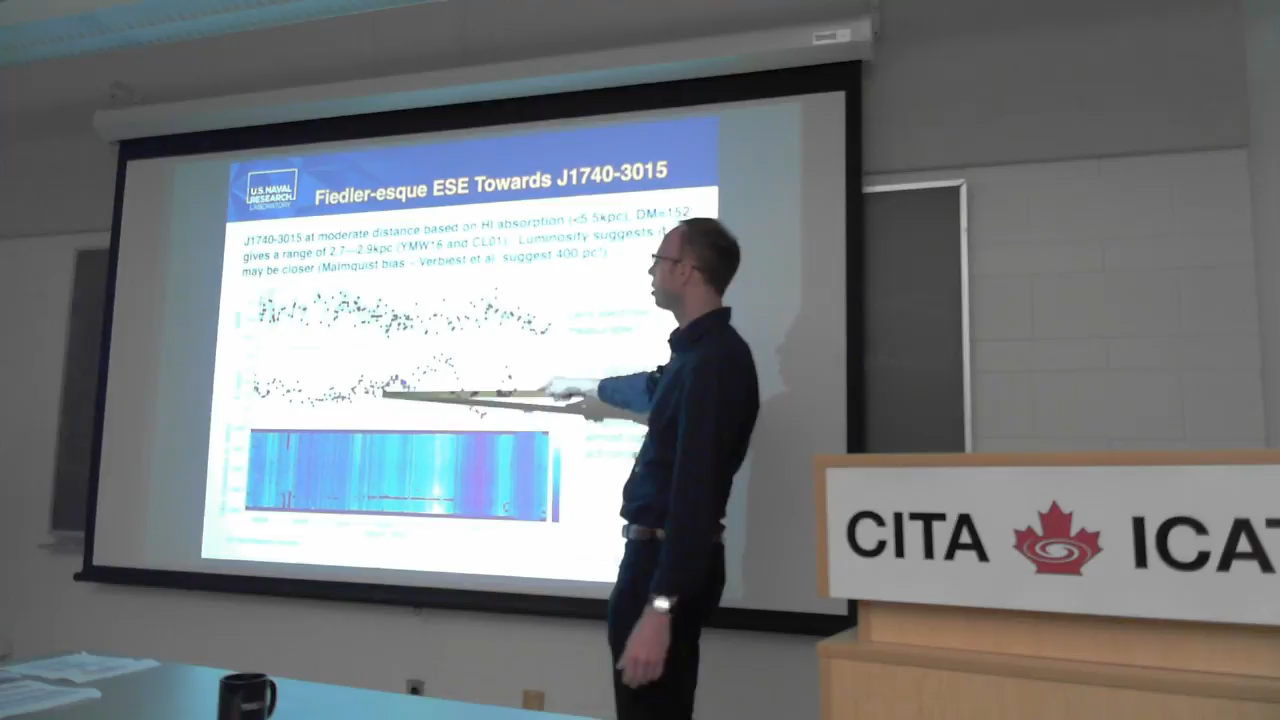 U.S. NAVAL
RESEARCH
LABORATORY
Fiedler-esque ESE Towards J1740-3015
J1740-3015 at moderate distance based on HI absorption (<5.5kpc), DM=152
gives a range of 2.7—2.9kpc (YMW16 and CL01). Luminosity suggests
may be closer (Malmquist bias - Verbiest et al. suggest 400 pc!)
CITA ICAT